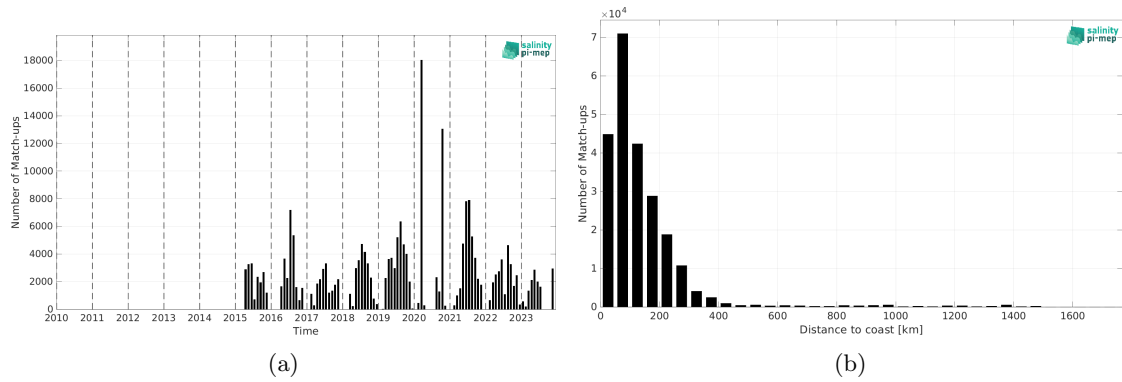 salinity
pi-mep
Number of Match-ups
18000
16000
14000
12000
10000
8000
6000
4000
2000
0
2010 2011 2012 2013 2014 2015 2016 2017 2018 2019 2020 2021 2022 2023
Time
(a)
×10⁴
salinity
pi-mep
Number of Match-ups
7
6
5
4
3
2
1
0
0 200 400 600 800 1000 1200 1400 1600
Distance to coast [km]
(b)